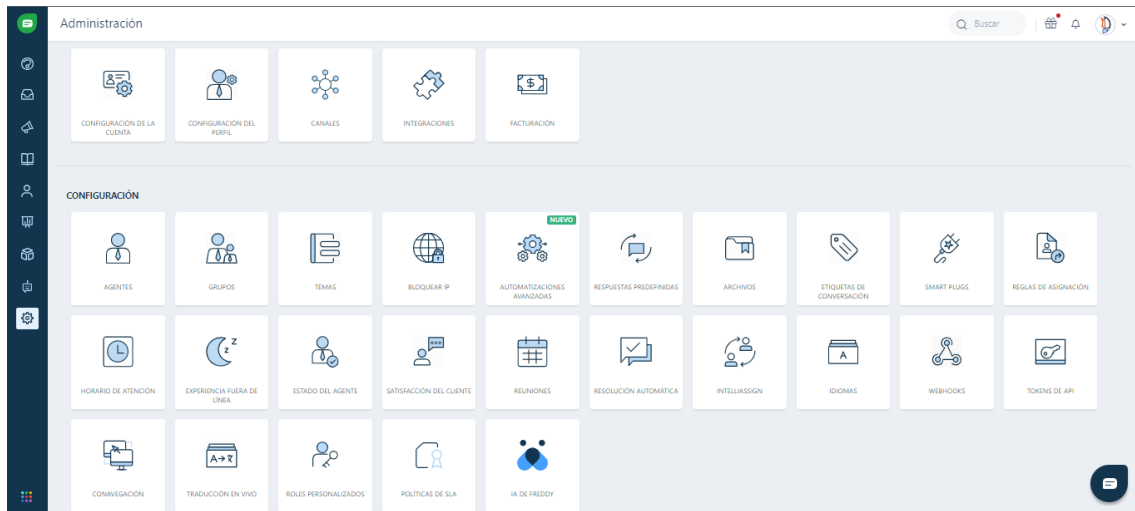 Administración
Buscar
CONFIGURACIÓN DE LA
CUENTA
CONFIGURACIÓN DEL
PERFIL
CANALES
INTEGRACIONES
FACTURACIÓN
CONFIGURACIÓN
NUEVO
AGENTES
GRUPOS
TEMAS
BLOQUEAR IP
AUTOMATIZACIONES
AVANZADAS
RESPUESTAS PREDEFINIDAS
ARCHIVOS
ETIQUETAS DE
CONVERSACIÓN
SMART PLUGS
REGLAS DE ASIGNACIÓN
HORARIO DE ATENCIÓN
EXPERIENCIA FUERA DE
LÍNEA
ESTADO DEL AGENTE
SATISFACCIÓN DEL CLIENTE
REUNIONES
RESOLUCIÓN AUTOMÁTICA
INTELLIASSIGN
IDIOMAS
WEBHOOKS
TOKENS DE API
CONAVEGACIÓN
TRADUCCIÓN EN VIVO
ROLES PERSONALIZADOS
POLÍTICAS DE SLA
IA DE FREDDY